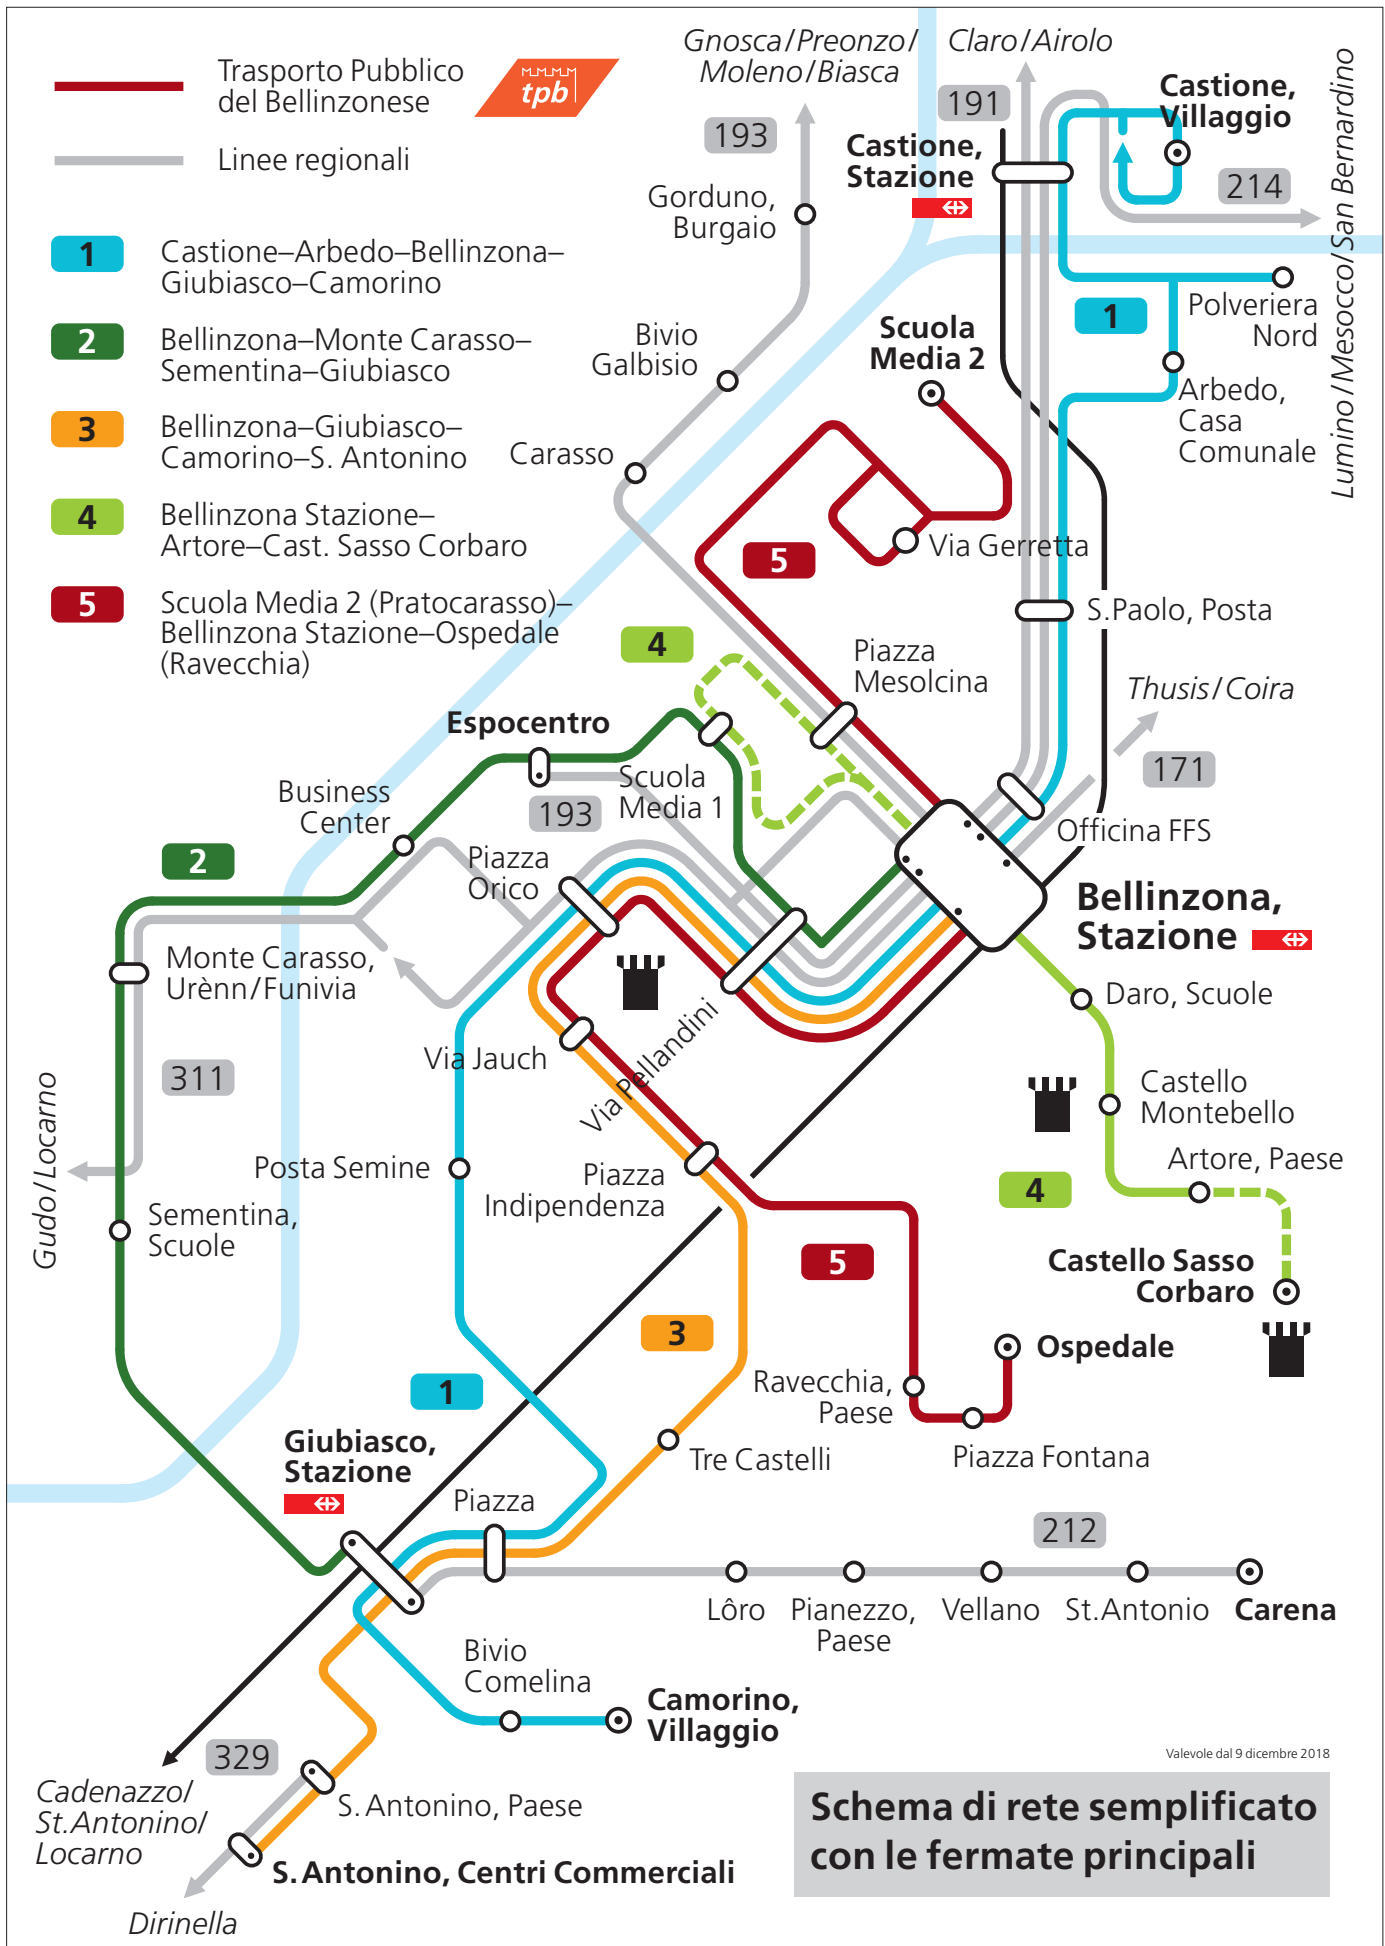 Trasporto Pubblico
del Bellinzonese
tpb
Linee regionali
1
Castione–Arbedo–Bellinzona–
Giubiasco–Camorino
2
Bellinzona–Monte Carasso–
Sementina–Giubiasco
3
Bellinzona–Giubiasco–
Camorino–S. Antonino
4
Bellinzona Stazione–
Artore–Cast. Sasso Corbaro
5
Scuola Media 2 (Pratocarasso)–
Bellinzona Stazione–Ospedale
(Ravecchia)
Gnosca/Preonzo/
Moleno/Biasca
Claro/Airolo
193
191
Castione,
Villaggio
Castione,
Stazione
214
Lumino/Mesocco/San Bernardino
Gorduno,
Burgaio
Polveriera
Nord
1
Bivio
Galbisio
Scuola
Media 2
Arbedo,
Casa
Comunale
Carasso
Via Gerretta
5
S.Paolo, Posta
4
Piazza
Mesolcina
Thusis/Coira
171
Espocentro
Scuola
Media 1
193
Business
Center
Officina FFS
2
Piazza
Orico
Bellinzona,
Stazione
Monte Carasso,
Urènn/Funivia
Daro, Scuole
Via Jauch
Via Pellandini
311
Gudo/Locarno
Castello
Montebello
Artore, Paese
4
Posta Semine
Piazza
Indipendenza
Sementina,
Scuole
5
Castello Sasso
Corbaro
3
Ospedale
1
Ravecchia,
Paese
Giubiasco,
Stazione
Tre Castelli
Piazza Fontana
Piazza
212
Lôro
Pianezzo,
Paese
Vellano
St.Antonio
Carena
Bivio
Comelina
Camorino,
Villaggio
329
Cadenazzo/
St.Antonino/
Locarno
S. Antonino, Paese
S. Antonino, Centri Commerciali
Dirinella
Valevole dal 9 dicembre 2018
Schema di rete semplificato
con le fermate principali